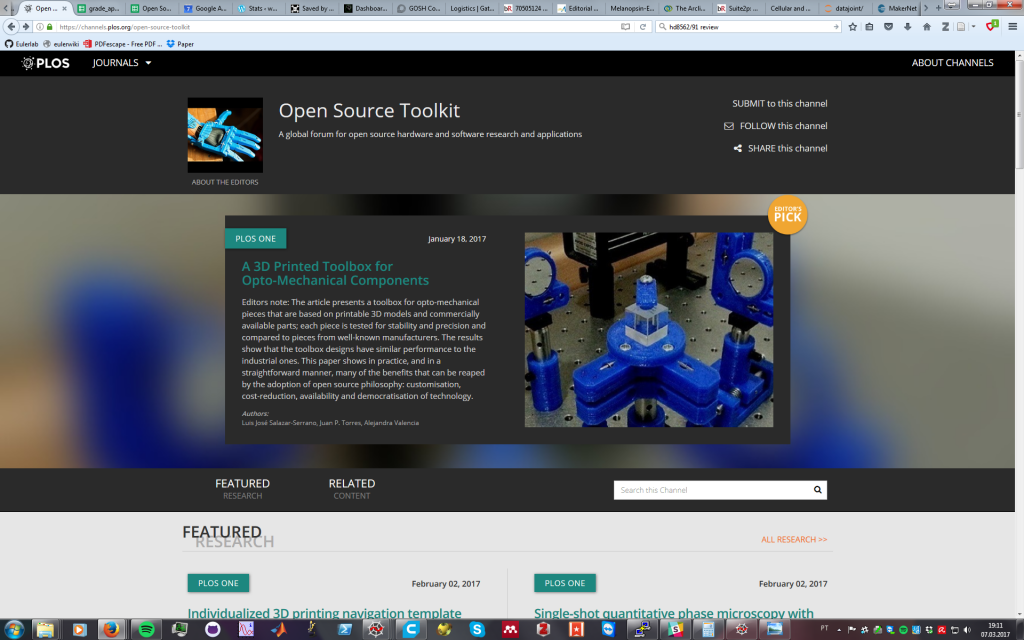 Open ...
grade_ap...
Open So...
Google A...
Stats - w...
Saved by ...
Dashboar...
GOSH Co...
Logistics | Gat...
70505124 ...
Editorial ...
Melanopsin-E...
The Arch...
Suite2p: ...
Cellular and ...
datajoint/
MakerNet
https://channels.plos.org/open-source-toolkit
hd8562/91 review
Eulerlab
eulerwiki
PDFescape - Free PDF ...
Paper
PLOS
JOURNALS
ABOUT CHANNELS
Open Source Toolkit
A global forum for open source hardware and software research and applications
SUBMIT to this channel
FOLLOW this channel
SHARE this channel
ABOUT THE EDITORS
EDITOR'S
PICK
PLOS ONE
January 18, 2017
A 3D Printed Toolbox for
Opto-Mechanical Components
Editors note: The article presents a toolbox for opto-mechanical
pieces that are based on printable 3D models and commercially
available parts; each piece is tested for stability and precision and
compared to pieces from well-known manufacturers. The results
show that the toolbox designs have similar performance to the
industrial ones. This paper shows in practice, and in a
straightforward manner, many of the benefits that can be reaped
by the adoption of open source philosophy: customisation,
cost-reduction, availability and democratisation of technology.
Authors:
Luis José Salazar-Serrano, Juan P. Torres, Alejandra Valencia
FEATURED
RESEARCH
RELATED
CONTENT
Search this Channel
FEATURED
RESEARCH
ALL RESEARCH >>
PLOS ONE
February 02, 2017
PLOS ONE
February 02, 2017
Individualized 3D printing navigation template
Single-shot quantitative phase microscopy with
PT
19:11
07.03.2017